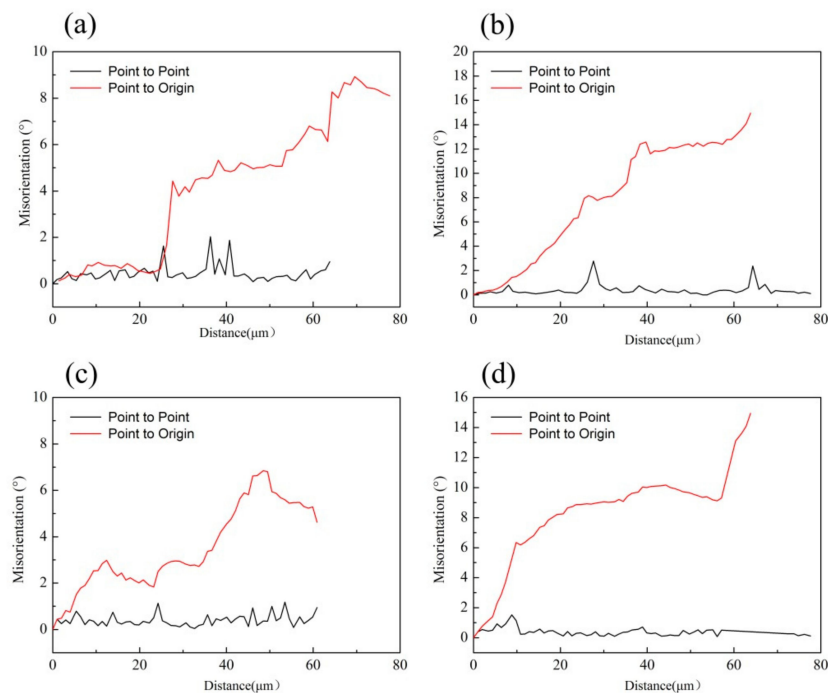 (a)
10
8
6
4
2
0
Misorientation (°)
Point to Point
Point to Origin
0 20 40 60 80
Distance(μm)
(b)
20
18
16
14
12
10
8
6
4
2
0
Misorientation (°)
Point to Point
Point to Origin
0 20 40 60 80
Distance(μm)
(c)
10
8
6
4
2
0
Misorientation (°)
Point to Point
Point to Origin
0 20 40 60 80
Distance(μm)
(d)
16
14
12
10
8
6
4
2
0
Misorientation (°)
Point to Point
Point to Origin
0 20 40 60 80
Distance(μm)